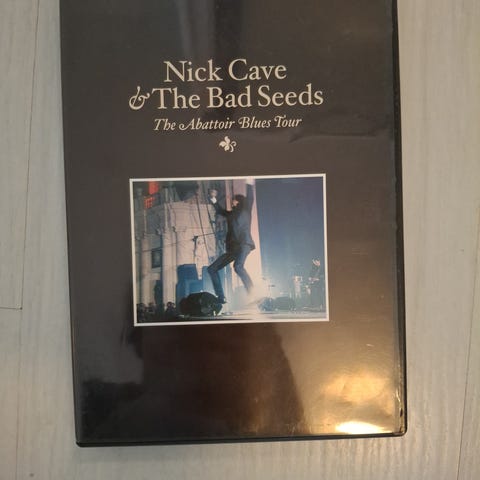 Nick Cave
& The Bad Seeds
The Abattoir Blues Tour